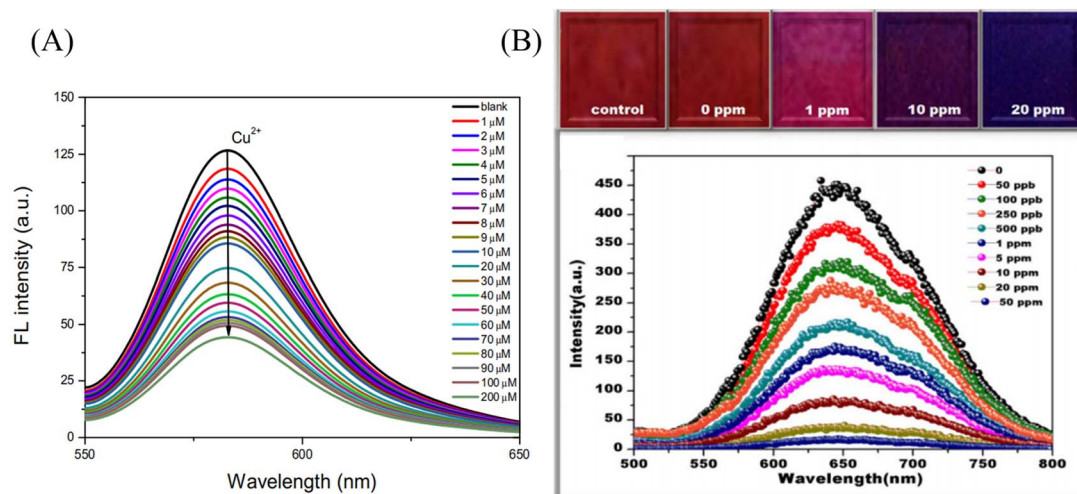 (A)
150
125
100
75
50
25
0
FL intensity (a.u.)
Cu²⁺
blank
1 μM
2 μM
3 μM
4 μM
5 μM
6 μM
7 μM
8 μM
9 μM
10 μM
20 μM
30 μM
40 μM
50 μM
60 μM
70 μM
80 μM
90 μM
100 μM
200 μM
550
600
650
Wavelength (nm)
(B)
control
0 ppm
1 ppm
10 ppm
20 ppm
450
400
350
300
250
200
150
100
50
0
Intensity(a.u.)
0
50 ppb
100 ppb
250 ppb
500 ppb
1 ppm
5 ppm
10 ppm
20 ppm
50 ppm
500
550
600
650
700
750
800
Wavelength(nm)